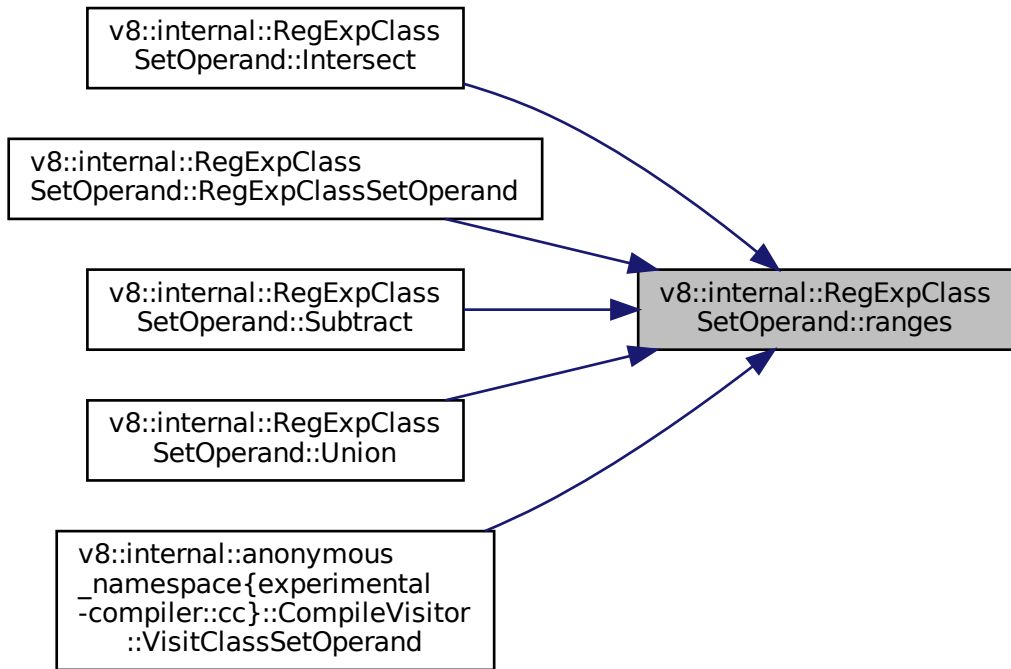 v8::internal::RegExpClass
SetOperand::Intersect
v8::internal::RegExpClass
SetOperand::RegExpClassSetOperand
v8::internal::RegExpClass
SetOperand::Subtract
v8::internal::RegExpClass
SetOperand::ranges
v8::internal::RegExpClass
SetOperand::Union
v8::internal::anonymous
_namespace{experimental
-compiler::cc}::CompileVisitor
::VisitClassSetOperand